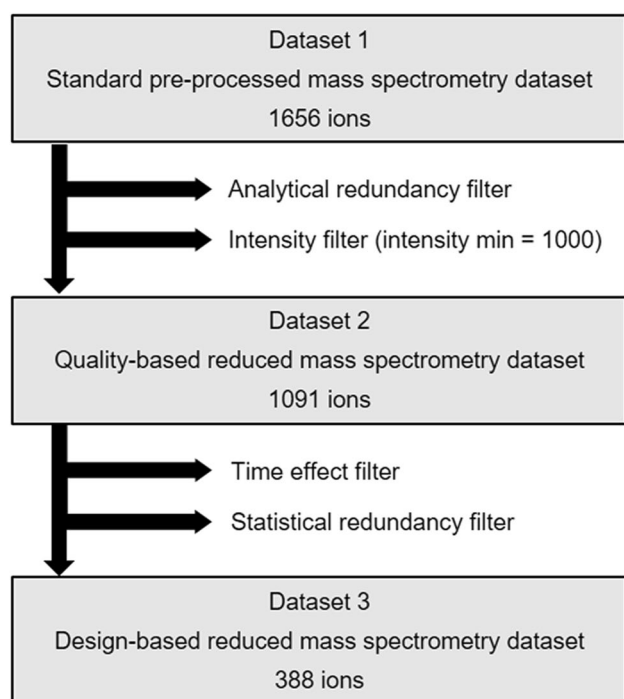 Dataset 1
Standard pre-processed mass spectrometry dataset
1656 ions
Analytical redundancy filter
Intensity filter (intensity min = 1000)
Dataset 2
Quality-based reduced mass spectrometry dataset
1091 ions
Time effect filter
Statistical redundancy filter
Dataset 3
Design-based reduced mass spectrometry dataset
388 ions